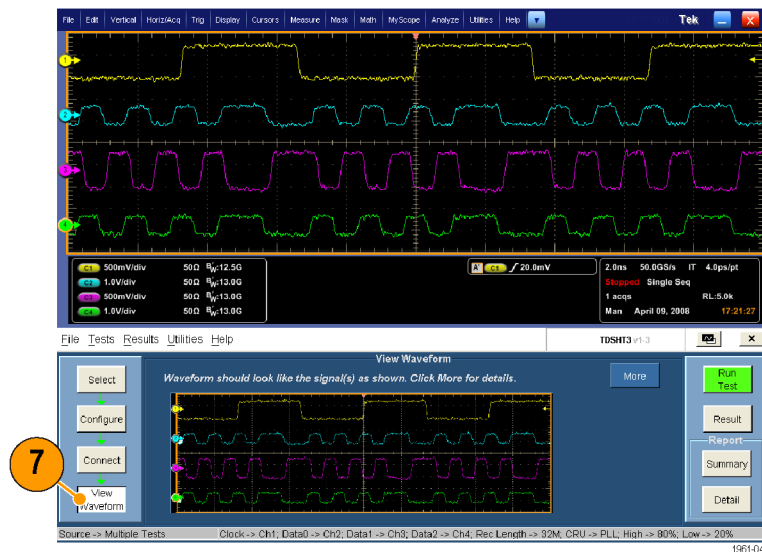 File Edit Vertical Horiz/Acq Trig Display Cursors Measure Mask Math MyScope Analyze Utilities Help Tek
1
2
3
4
C1 500mV/div 50Ω BW:12.5G
C2 1.0V/div 50Ω BW:13.0G
C3 500mV/div 50Ω BW:13.0G
C4 1.0V/div 50Ω BW:13.0G
A' C1 20.0mV
2.0ns 50.0GS/s IT 4.0ps/pt
Stopped Single Seq
1 acqs RL:5.0k
Man April 09, 2008 17:21:27
File Tests Results Utilities Help TDSHT3 v1-3
View Waveform
Waveform should look like the signal(s) as shown. Click More for details.
More
Select
Configure
Connect
View Waveform
7
Run Test
Result
Report
Summary
Detail
Source -> Multiple Tests Clock -> Ch1; Data0 -> Ch2; Data1 -> Ch3; Data2 -> Ch4; Rec Length -> 32M; CRU -> PLL; High -> 80%; Low -> 20%